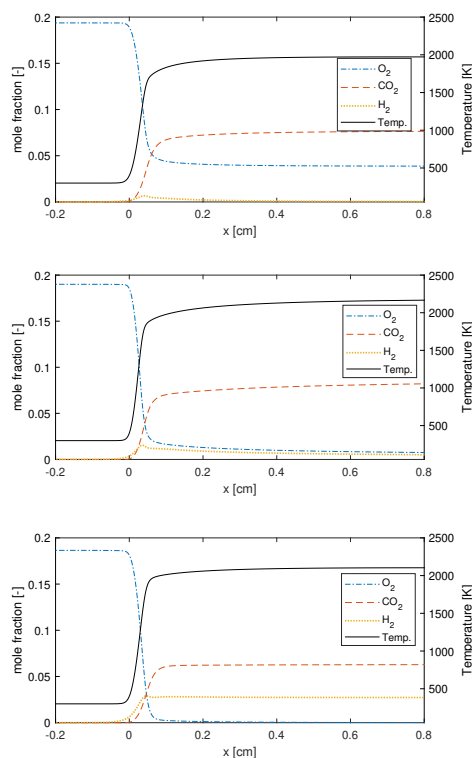 0.2
0.15
0.1
0.05
0
mole fraction [-]
2500
2000
1500
1000
500
Temperature [K]
O2
CO2
H2
Temp.
-0.2 0 0.2 0.4 0.6 0.8
x [cm]
0.2
0.15
0.1
0.05
0
mole fraction [-]
2500
2000
1500
1000
500
Temperature [K]
O2
CO2
H2
Temp.
-0.2 0 0.2 0.4 0.6 0.8
x [cm]
0.2
0.15
0.1
0.05
0
mole fraction [-]
2500
2000
1500
1000
500
Temperature [K]
O2
CO2
H2
Temp.
-0.2 0 0.2 0.4 0.6 0.8
x [cm]